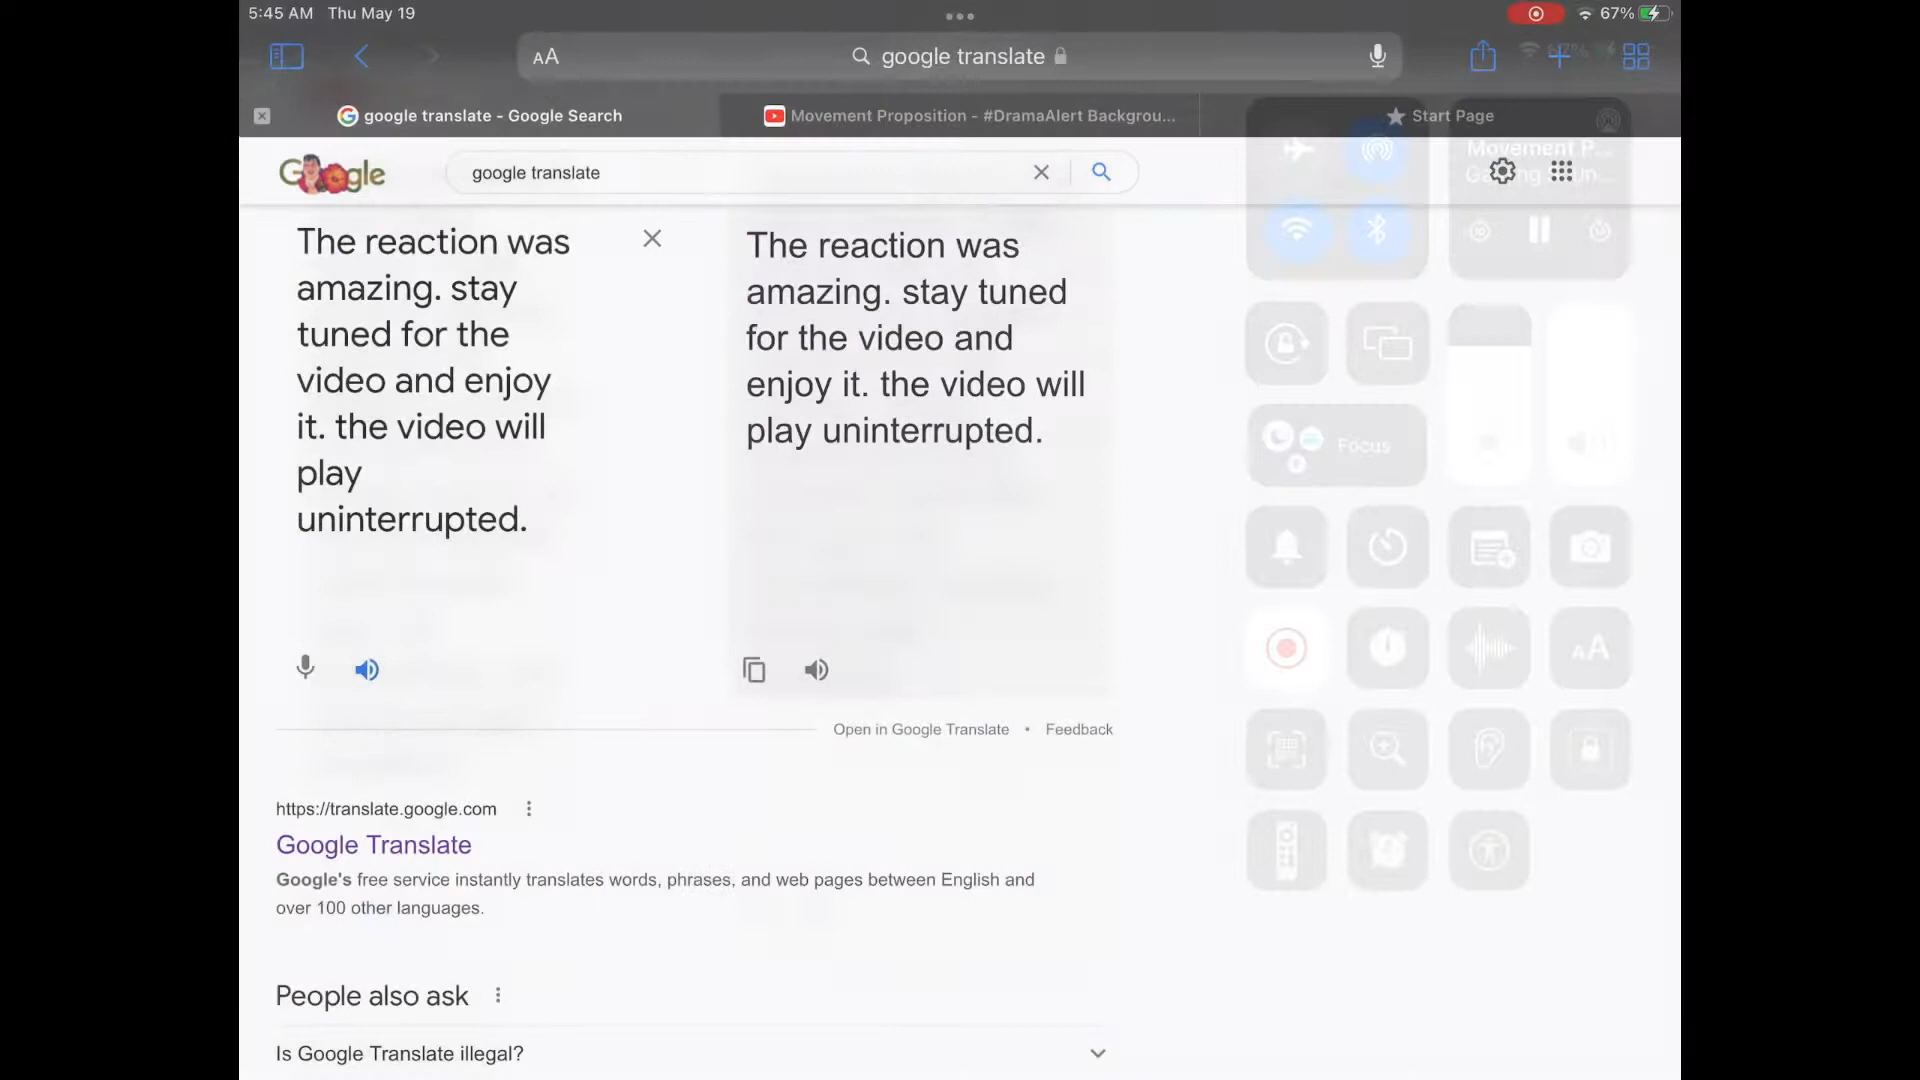 5:45 AM Thu May 19
67%
AA
google translate
google translate - Google Search
Movement Proposition - #DramaAlert Backgrou...
Start Page
Google
google translate
Movement P...
The reaction was
amazing. stay
tuned for the
video and enjoy
it. the video will
play
uninterrupted.
The reaction was
amazing. stay tuned
for the video and
enjoy it. the video will
play uninterrupted.
Focus
AA
Open in Google Translate • Feedback
https://translate.google.com
Google Translate
Google's free service instantly translates words, phrases, and web pages between English and
over 100 other languages.
People also ask
Is Google Translate illegal?